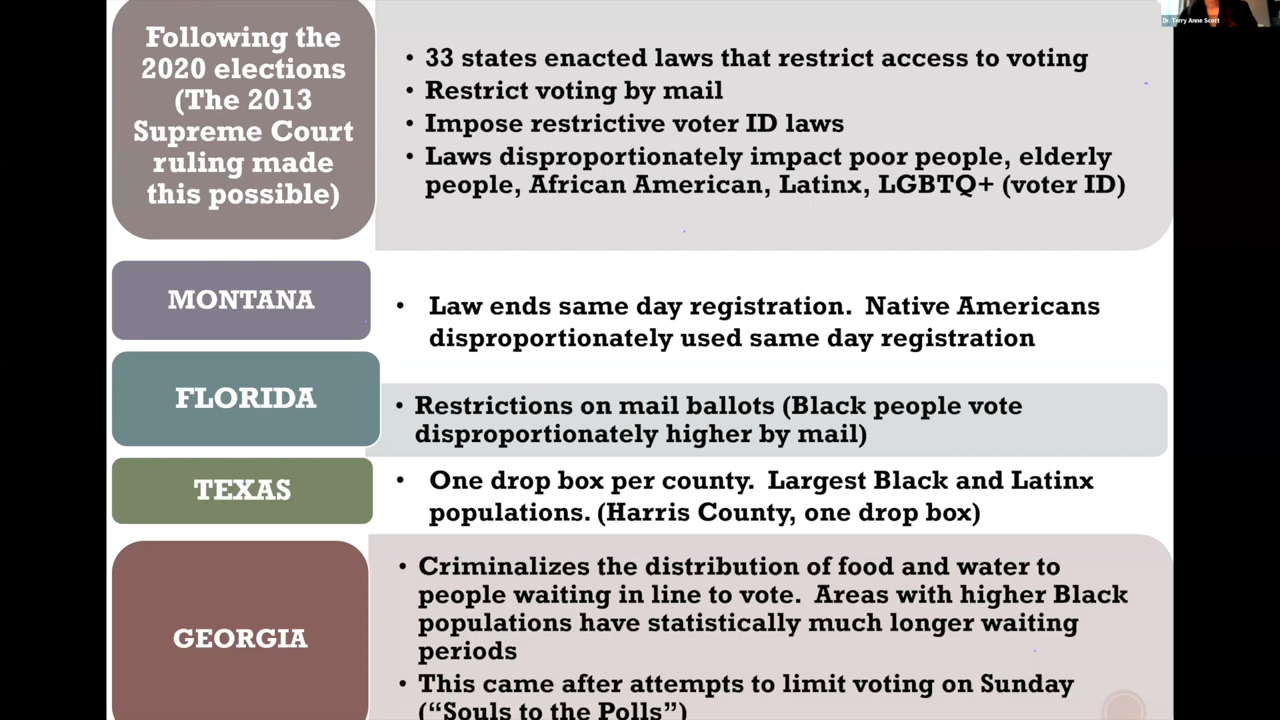 Dr. Terry Anne Scott
Following the
2020 elections
(The 2013
Supreme Court
ruling made
this possible)
• 33 states enacted laws that restrict access to voting
• Restrict voting by mail
• Impose restrictive voter ID laws
• Laws disproportionately impact poor people, elderly
people, African American, Latinx, LGBTQ+ (voter ID)
MONTANA
• Law ends same day registration.  Native Americans
disproportionately used same day registration
FLORIDA
• Restrictions on mail ballots (Black people vote
disproportionately higher by mail)
TEXAS
• One drop box per county.  Largest Black and Latinx
populations. (Harris County, one drop box)
GEORGIA
• Criminalizes the distribution of food and water to
people waiting in line to vote.  Areas with higher Black
populations have statistically much longer waiting
periods
• This came after attempts to limit voting on Sunday
(“Souls to the Polls”)